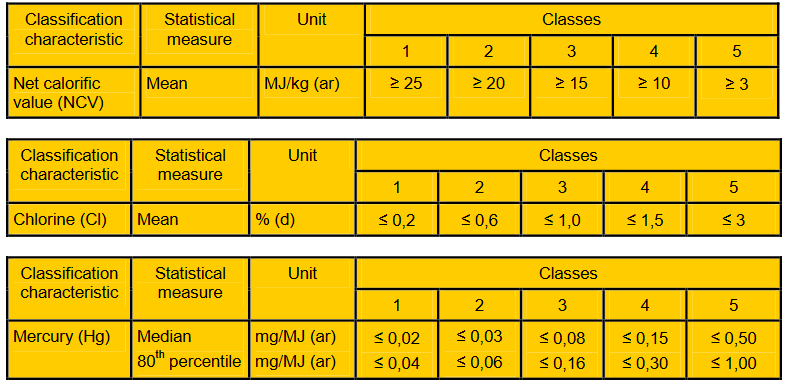 Classification Statistical Unit Classes
characteristic measure
1 2 3 4 5
Net calorific Mean MJ/kg (ar) ≥ 25 ≥ 20 ≥ 15 ≥ 10 ≥ 3
value (NCV)
Classification Statistical Unit Classes
characteristic measure
1 2 3 4 5
Chlorine (Cl) Mean % (d) ≤ 0,2 ≤ 0,6 ≤ 1,0 ≤ 1,5 ≤ 3
Classification Statistical Unit Classes
characteristic measure
1 2 3 4 5
Mercury (Hg) Median mg/MJ (ar) ≤ 0,02 ≤ 0,03 ≤ 0,08 ≤ 0,15 ≤ 0,50
80th percentile mg/MJ (ar) ≤ 0,04 ≤ 0,06 ≤ 0,16 ≤ 0,30 ≤ 1,00